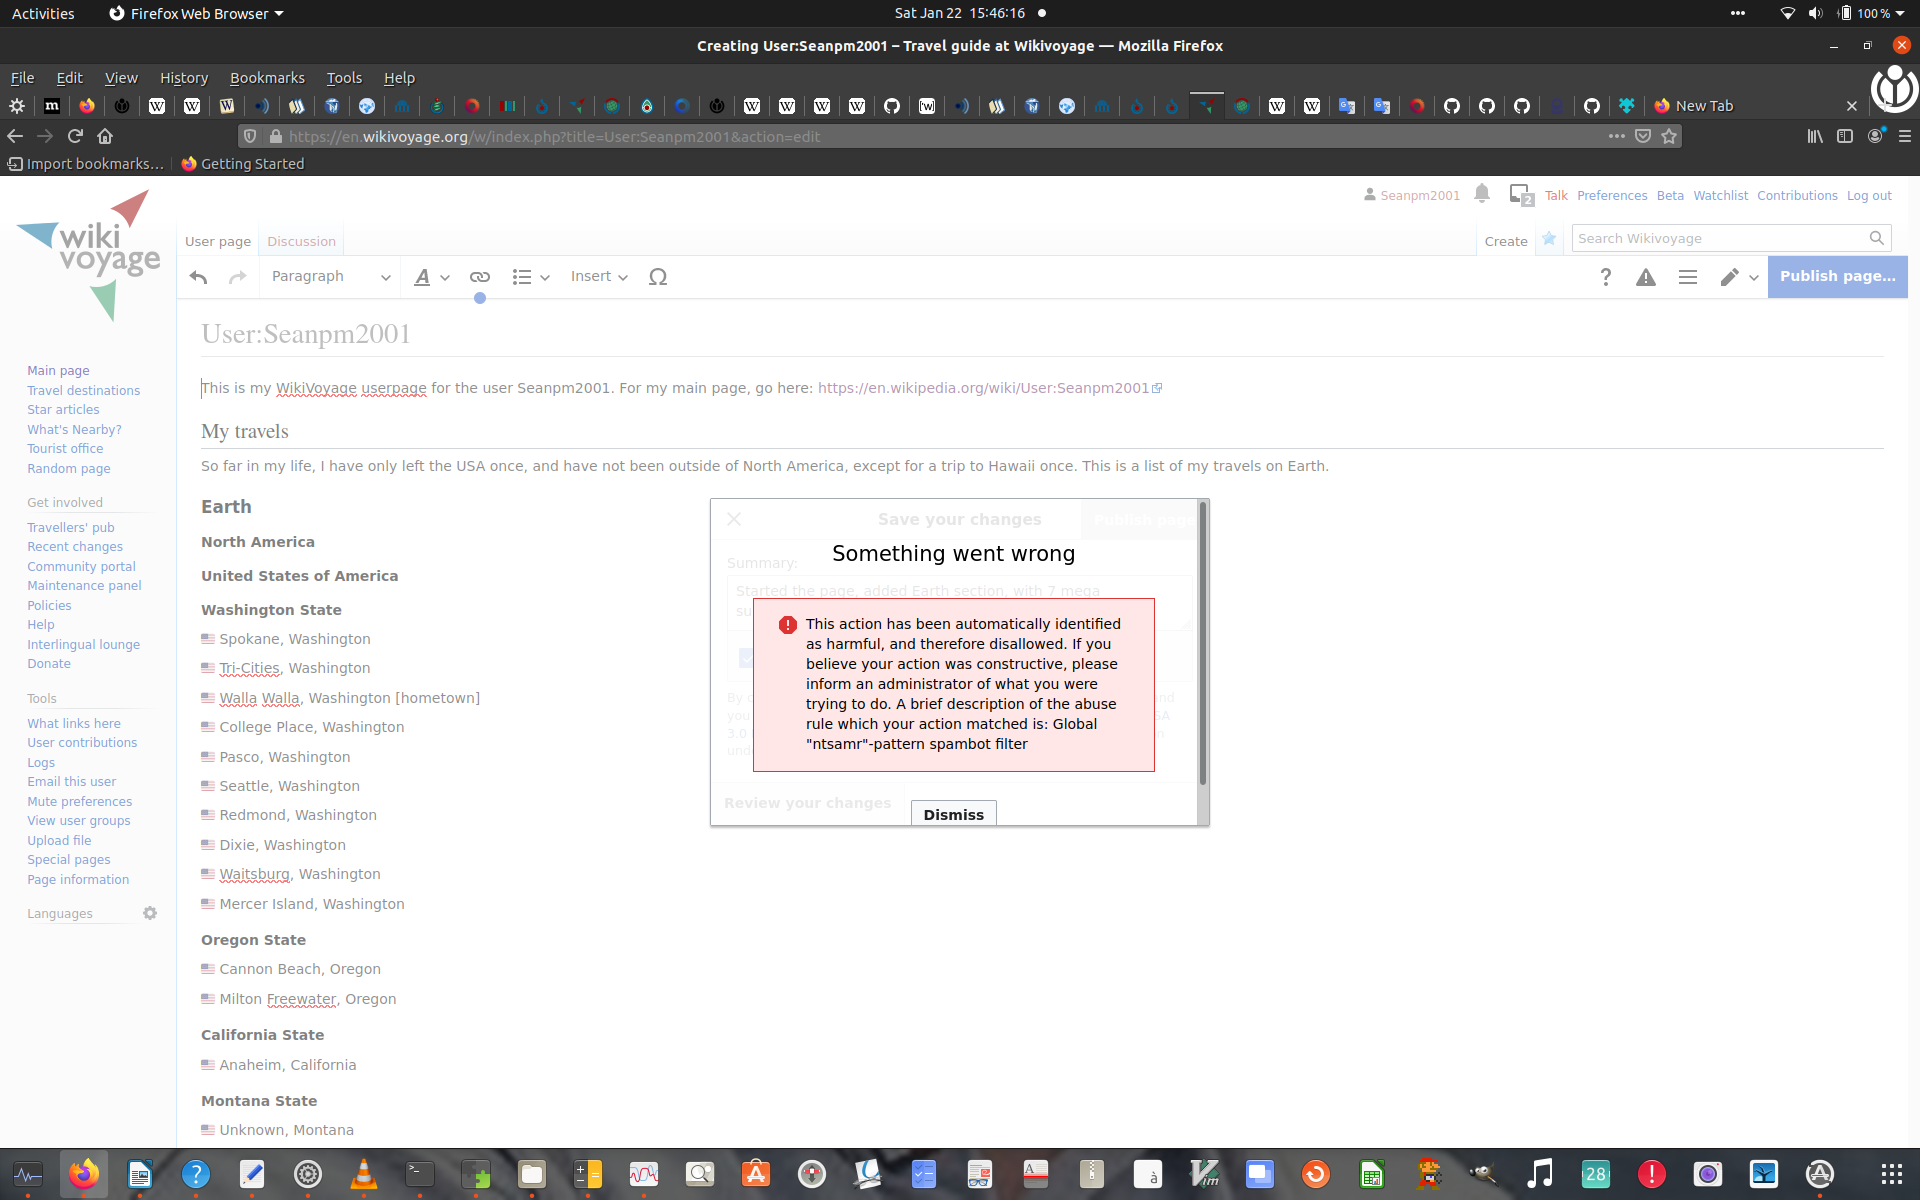 Activities
Firefox Web Browser
Sat Jan 22 15:46:16
100 %
Creating User:Seanpm2001 – Travel guide at Wikivoyage — Mozilla Firefox
File Edit View History Bookmarks Tools Help
New Tab
https://en.wikivoyage.org/w/index.php?title=User:Seanpm2001&action=edit
Import bookmarks... Getting Started
Seanpm2001 2 Talk Preferences Beta Watchlist Contributions Log out
wiki
voyage
User page Discussion Create Search Wikivoyage
Paragraph A Insert Ω ? Publish page...
User:Seanpm2001
This is my WikiVoyage userpage for the user Seanpm2001. For my main page, go here: https://en.wikipedia.org/wiki/User:Seanpm2001
My travels
So far in my life, I have only left the USA once, and have not been outside of North America, except for a trip to Hawaii once. This is a list of my travels on Earth.
Earth
North America
United States of America
Washington State
Spokane, Washington
Tri-Cities, Washington
Walla Walla, Washington [hometown]
College Place, Washington
Pasco, Washington
Seattle, Washington
Redmond, Washington
Dixie, Washington
Waitsburg, Washington
Mercer Island, Washington
Oregon State
Cannon Beach, Oregon
Milton Freewater, Oregon
California State
Anaheim, California
Montana State
Unknown, Montana
Main page
Travel destinations
Star articles
What's Nearby?
Tourist office
Random page
Get involved
Travellers' pub
Recent changes
Community portal
Maintenance panel
Policies
Help
Interlingual lounge
Donate
Tools
What links here
User contributions
Logs
Email this user
Mute preferences
View user groups
Upload file
Special pages
Page information
Languages
Save your changes
Publish page
Something went wrong
Summary:
Started the page, added Earth section, with 7 mega
This action has been automatically identified
as harmful, and therefore disallowed. If you
believe your action was constructive, please
inform an administrator of what you were
trying to do. A brief description of the abuse
rule which your action matched is: Global
"ntsamr"-pattern spambot filter
Review your changes
Dismiss
28